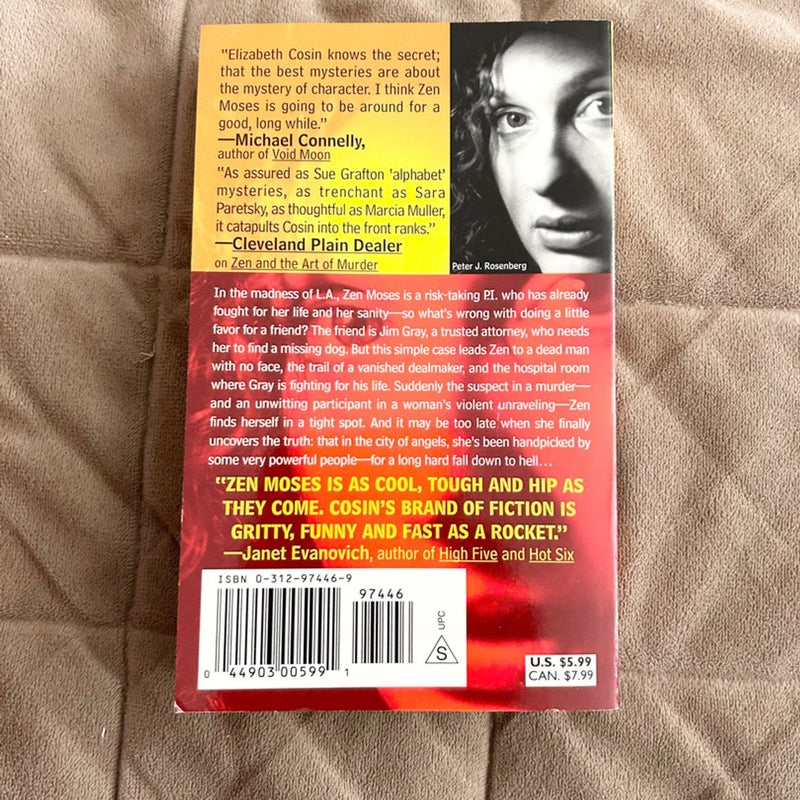 "Elizabeth Cosin knows the secret;
that the best mysteries are about
the mystery of character. I think Zen
Moses is going to be around for a
good, long while."
—Michael Connelly,
author of Void Moon
"As assured as Sue Grafton 'alphabet'
mysteries, as trenchant as Sara
Paretsky, as thoughtful as Marcia Muller,
it catapults Cosin into the front ranks."
—Cleveland Plain Dealer
on Zen and the Art of Murder
Peter J. Rosenberg
In the madness of L.A., Zen Moses is a risk-taking P.I. who has already
fought for her life and her sanity—so what's wrong with doing a little
favor for a friend? The friend is Jim Gray, a trusted attorney, who needs
her to find a missing dog. But this simple case leads Zen to a dead man
with no face, the trail of a vanished dealmaker, and the hospital room
where Gray is fighting for his life. Suddenly the suspect in a murder—
and an unwitting participant in a woman's violent unraveling—Zen
finds herself in a tight spot. And it may be too late when she finally
uncovers the truth: that in the city of angels, she's been handpicked by
some very powerful people—for a long hard fall down to hell...
"ZEN MOSES IS AS COOL, TOUGH AND HIP AS
THEY COME. COSIN'S BRAND OF FICTION IS
GRITTY, FUNNY AND FAST AS A ROCKET."
—Janet Evanovich, author of High Five and Hot Six
ISBN 0-312-97446-9
97446
0 44903 00599 1
UPC
S
U.S. $5.99
CAN. $7.99